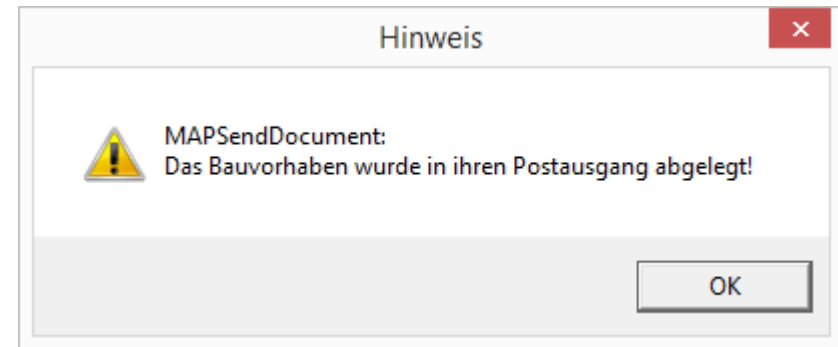 Hinweis
MAPSendDocument:
Das Bauvorhaben wurde in ihren Postausgang abgelegt!
OK